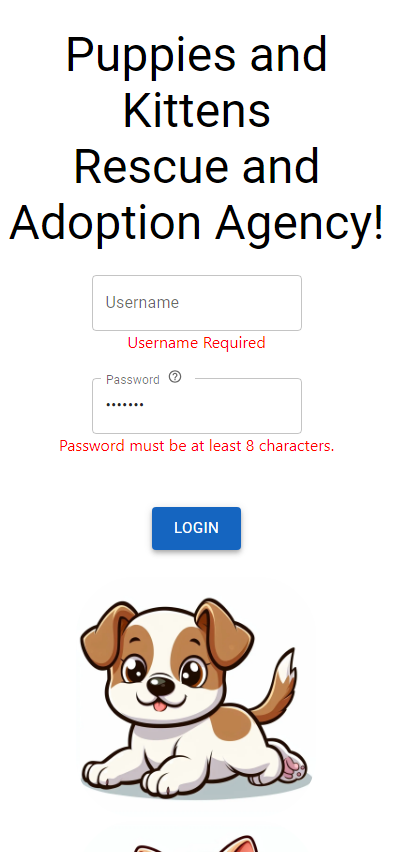 Puppies and
Kittens
Rescue and
Adoption Agency!
Username
Username Required
Password
•••••••
Password must be at least 8 characters.
LOGIN